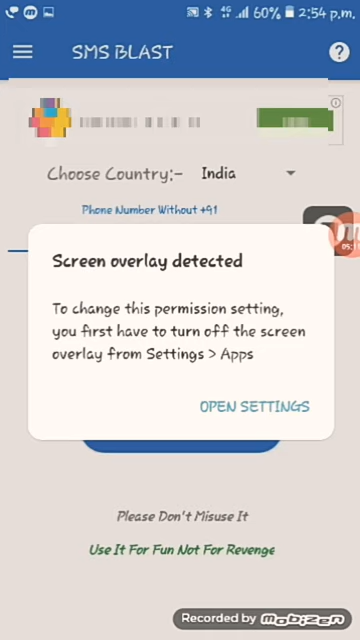 4G 60% 2:54 p.m.
SMS BLAST
Choose Country:- India
Phone Number Without +91
Screen overlay detected
To change this permission setting,
you first have to turn off the screen
overlay from Settings > Apps
OPEN SETTINGS
Please Don't Misuse It
Use It For Fun Not For Revenge
Recorded by mobizen